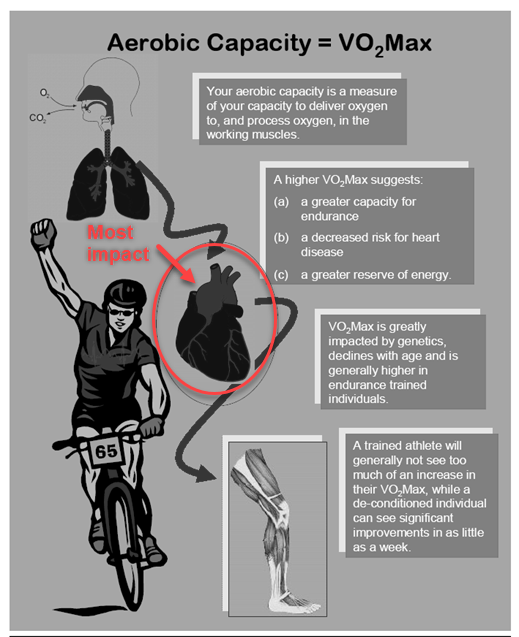 Aerobic Capacity = VO₂Max
O₂
CO₂
Your aerobic capacity is a measure
of your capacity to deliver oxygen
to, and process oxygen, in the
working muscles.
A higher VO₂Max suggests:
(a) a greater capacity for
endurance
(b) a decreased risk for heart
disease
(c) a greater reserve of energy.
Most
impact
VO₂Max is greatly
impacted by genetics,
declines with age and is
generally higher in
endurance trained
individuals.
A trained athlete will
generally not see too
much of an increase in
their VO₂Max, while a
de-conditioned individual
can see significant
improvements in as little
as a week.
65